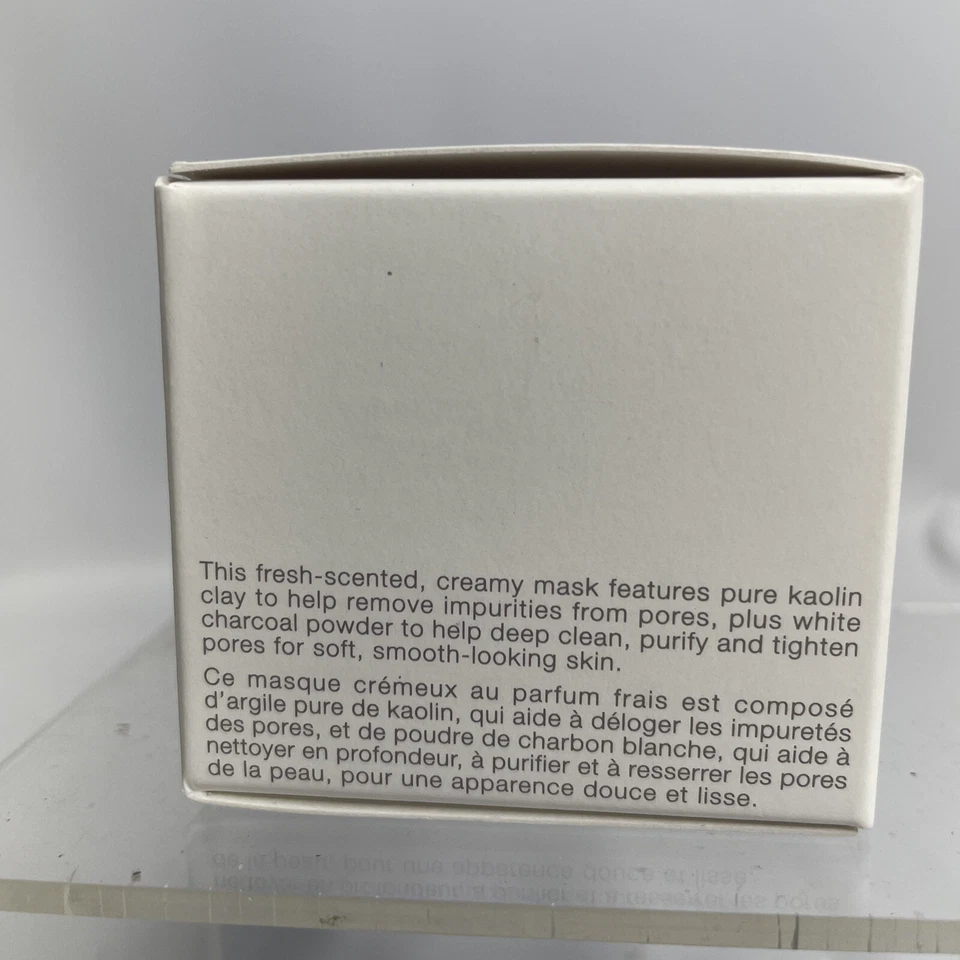 This fresh-scented, creamy mask features pure kaolin
clay to help remove impurities from pores, plus white
charcoal powder to help deep clean, purify and tighten
pores for soft, smooth-looking skin.
Ce masque crémeux au parfum frais est composé
d'argile pure de kaolin, qui aide à déloger les impuretés
des pores, et de poudre de charbon blanche, qui aide à
nettoyer en profondeur, à purifier et à resserrer les pores
de la peau, pour une apparence douce et lisse.